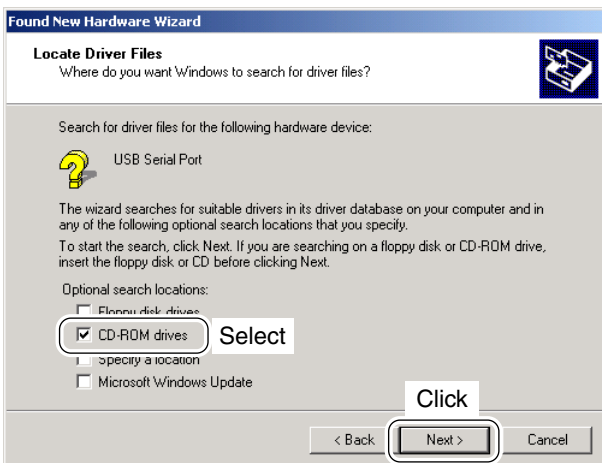 Found New Hardware Wizard
Locate Driver Files
Where do you want Windows to search for driver files?
Search for driver files for the following hardware device:
USB Serial Port
The wizard searches for suitable drivers in its driver database on your computer and in
any of the following optional search locations that you specify.
To start the search, click Next. If you are searching on a floppy disk or CD-ROM drive,
insert the floppy disk or CD before clicking Next.
Optional search locations:
Floppy disk drives
CD-ROM drives Select
Specify a location
Microsoft Windows Update
Click
< Back Next > Cancel